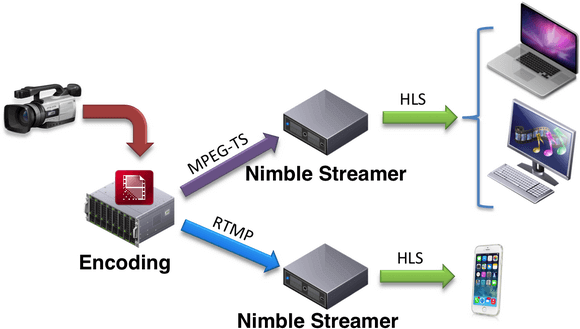 HLS
MPEG-TS
Nimble Streamer
Encoding
RTMP
HLS
Nimble Streamer